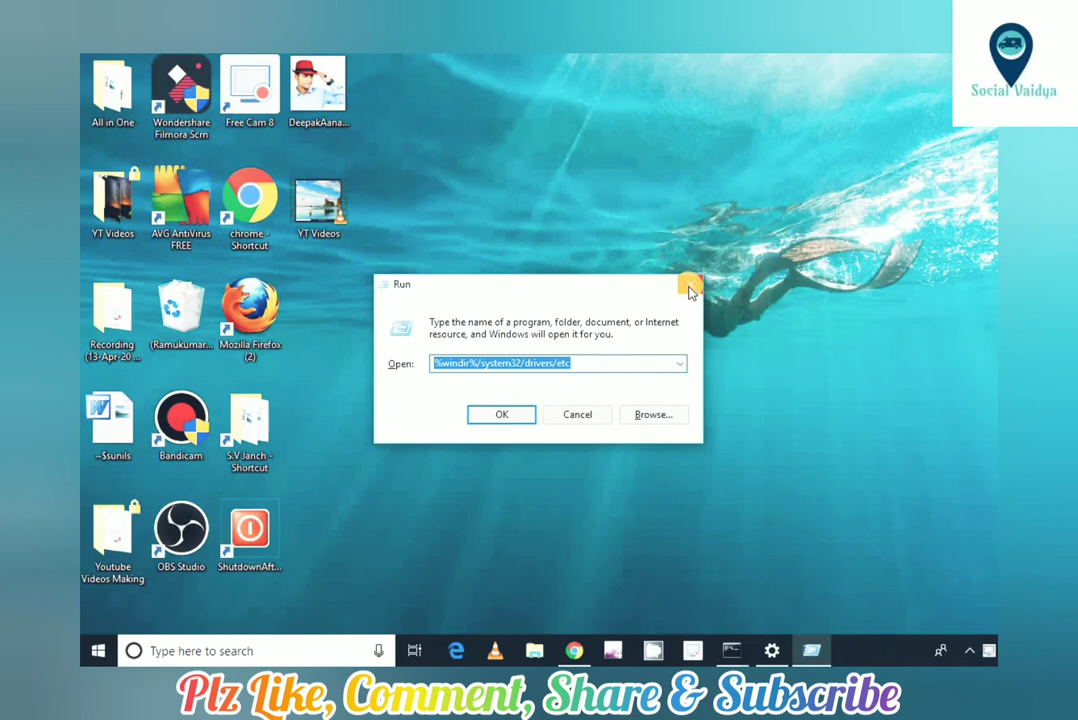 Social Vaidya
All in One
Wondershare
Filmora Scrn
Free Cam 8
DeepakAana...
YT Videos
AVG AntiVirus
FREE
chrome -
Shortcut
YT Videos
Run
Type the name of a program, folder, document, or Internet
resource, and Windows will open it for you.
Open:
%windir%/system32/drivers/etc
OK
Cancel
Browse...
Recording
(13-Apr-20 ...
(Ramukumar...
Mozilla Firefox
(2)
~$sunils
Bandicam
S.V Janch -
Shortcut
Youtube
Videos Making
OBS Studio
ShutdownAft...
Type here to search
Plz Like, Comment, Share & Subscribe